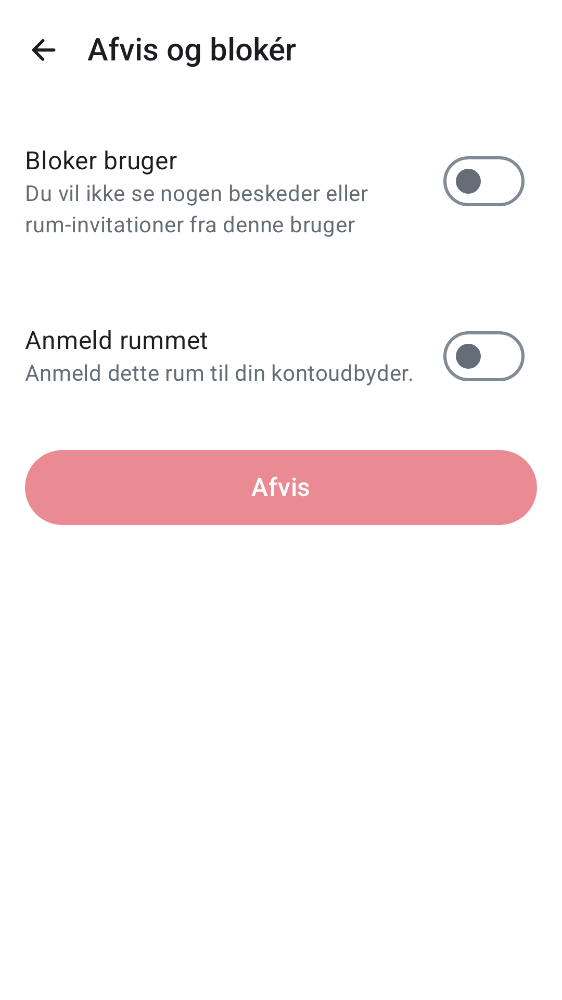 Afvis og blokér
Bloker bruger
Du vil ikke se nogen beskeder eller
rum-invitationer fra denne bruger
Anmeld rummet
Anmeld dette rum til din kontoudbyder.
Afvis